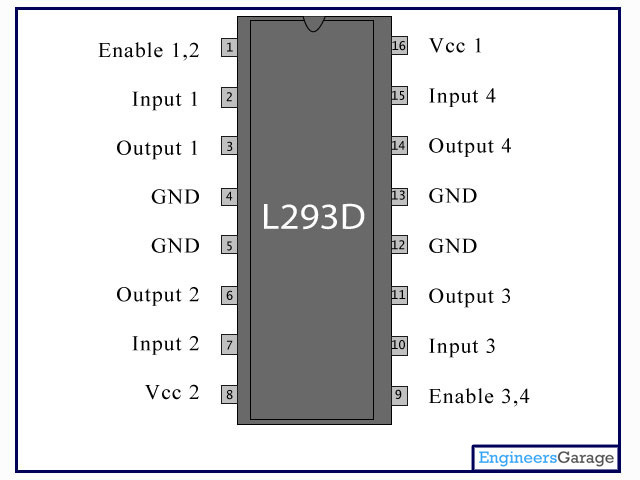 Enable 1,2 1 16 Vcc 1
Input 1 2 15 Input 4
Output 1 3 14 Output 4
GND 4 13 GND
L293D
GND 5 12 GND
Output 2 6 11 Output 3
Input 2 7 10 Input 3
Vcc 2 8 9 Enable 3,4
EngineersGarage